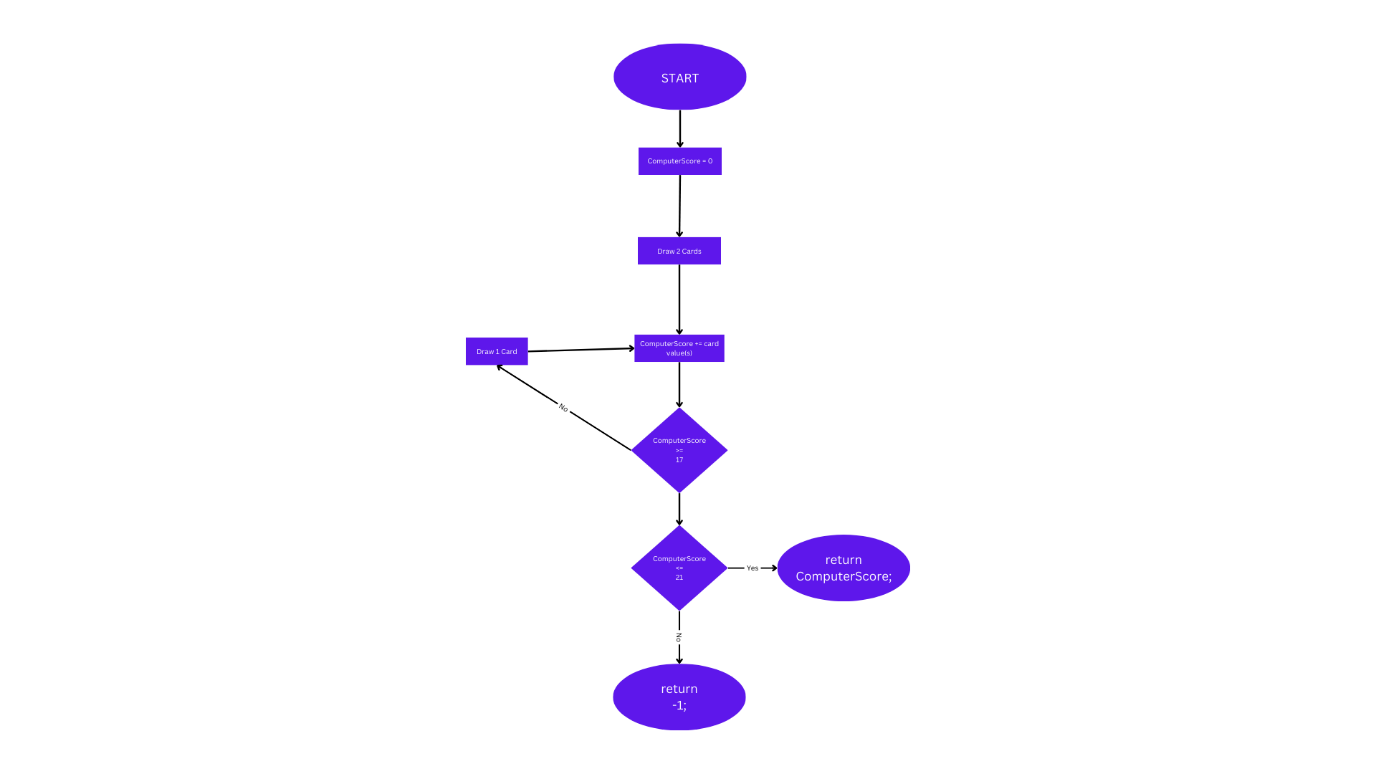 START
ComputerScore = 0
Draw 2 Cards
Draw 1 Card
ComputerScore += card
value(s)
No
ComputerScore
>=
17
ComputerScore
<=
21
Yes
return
ComputerScore;
No
return
-1;